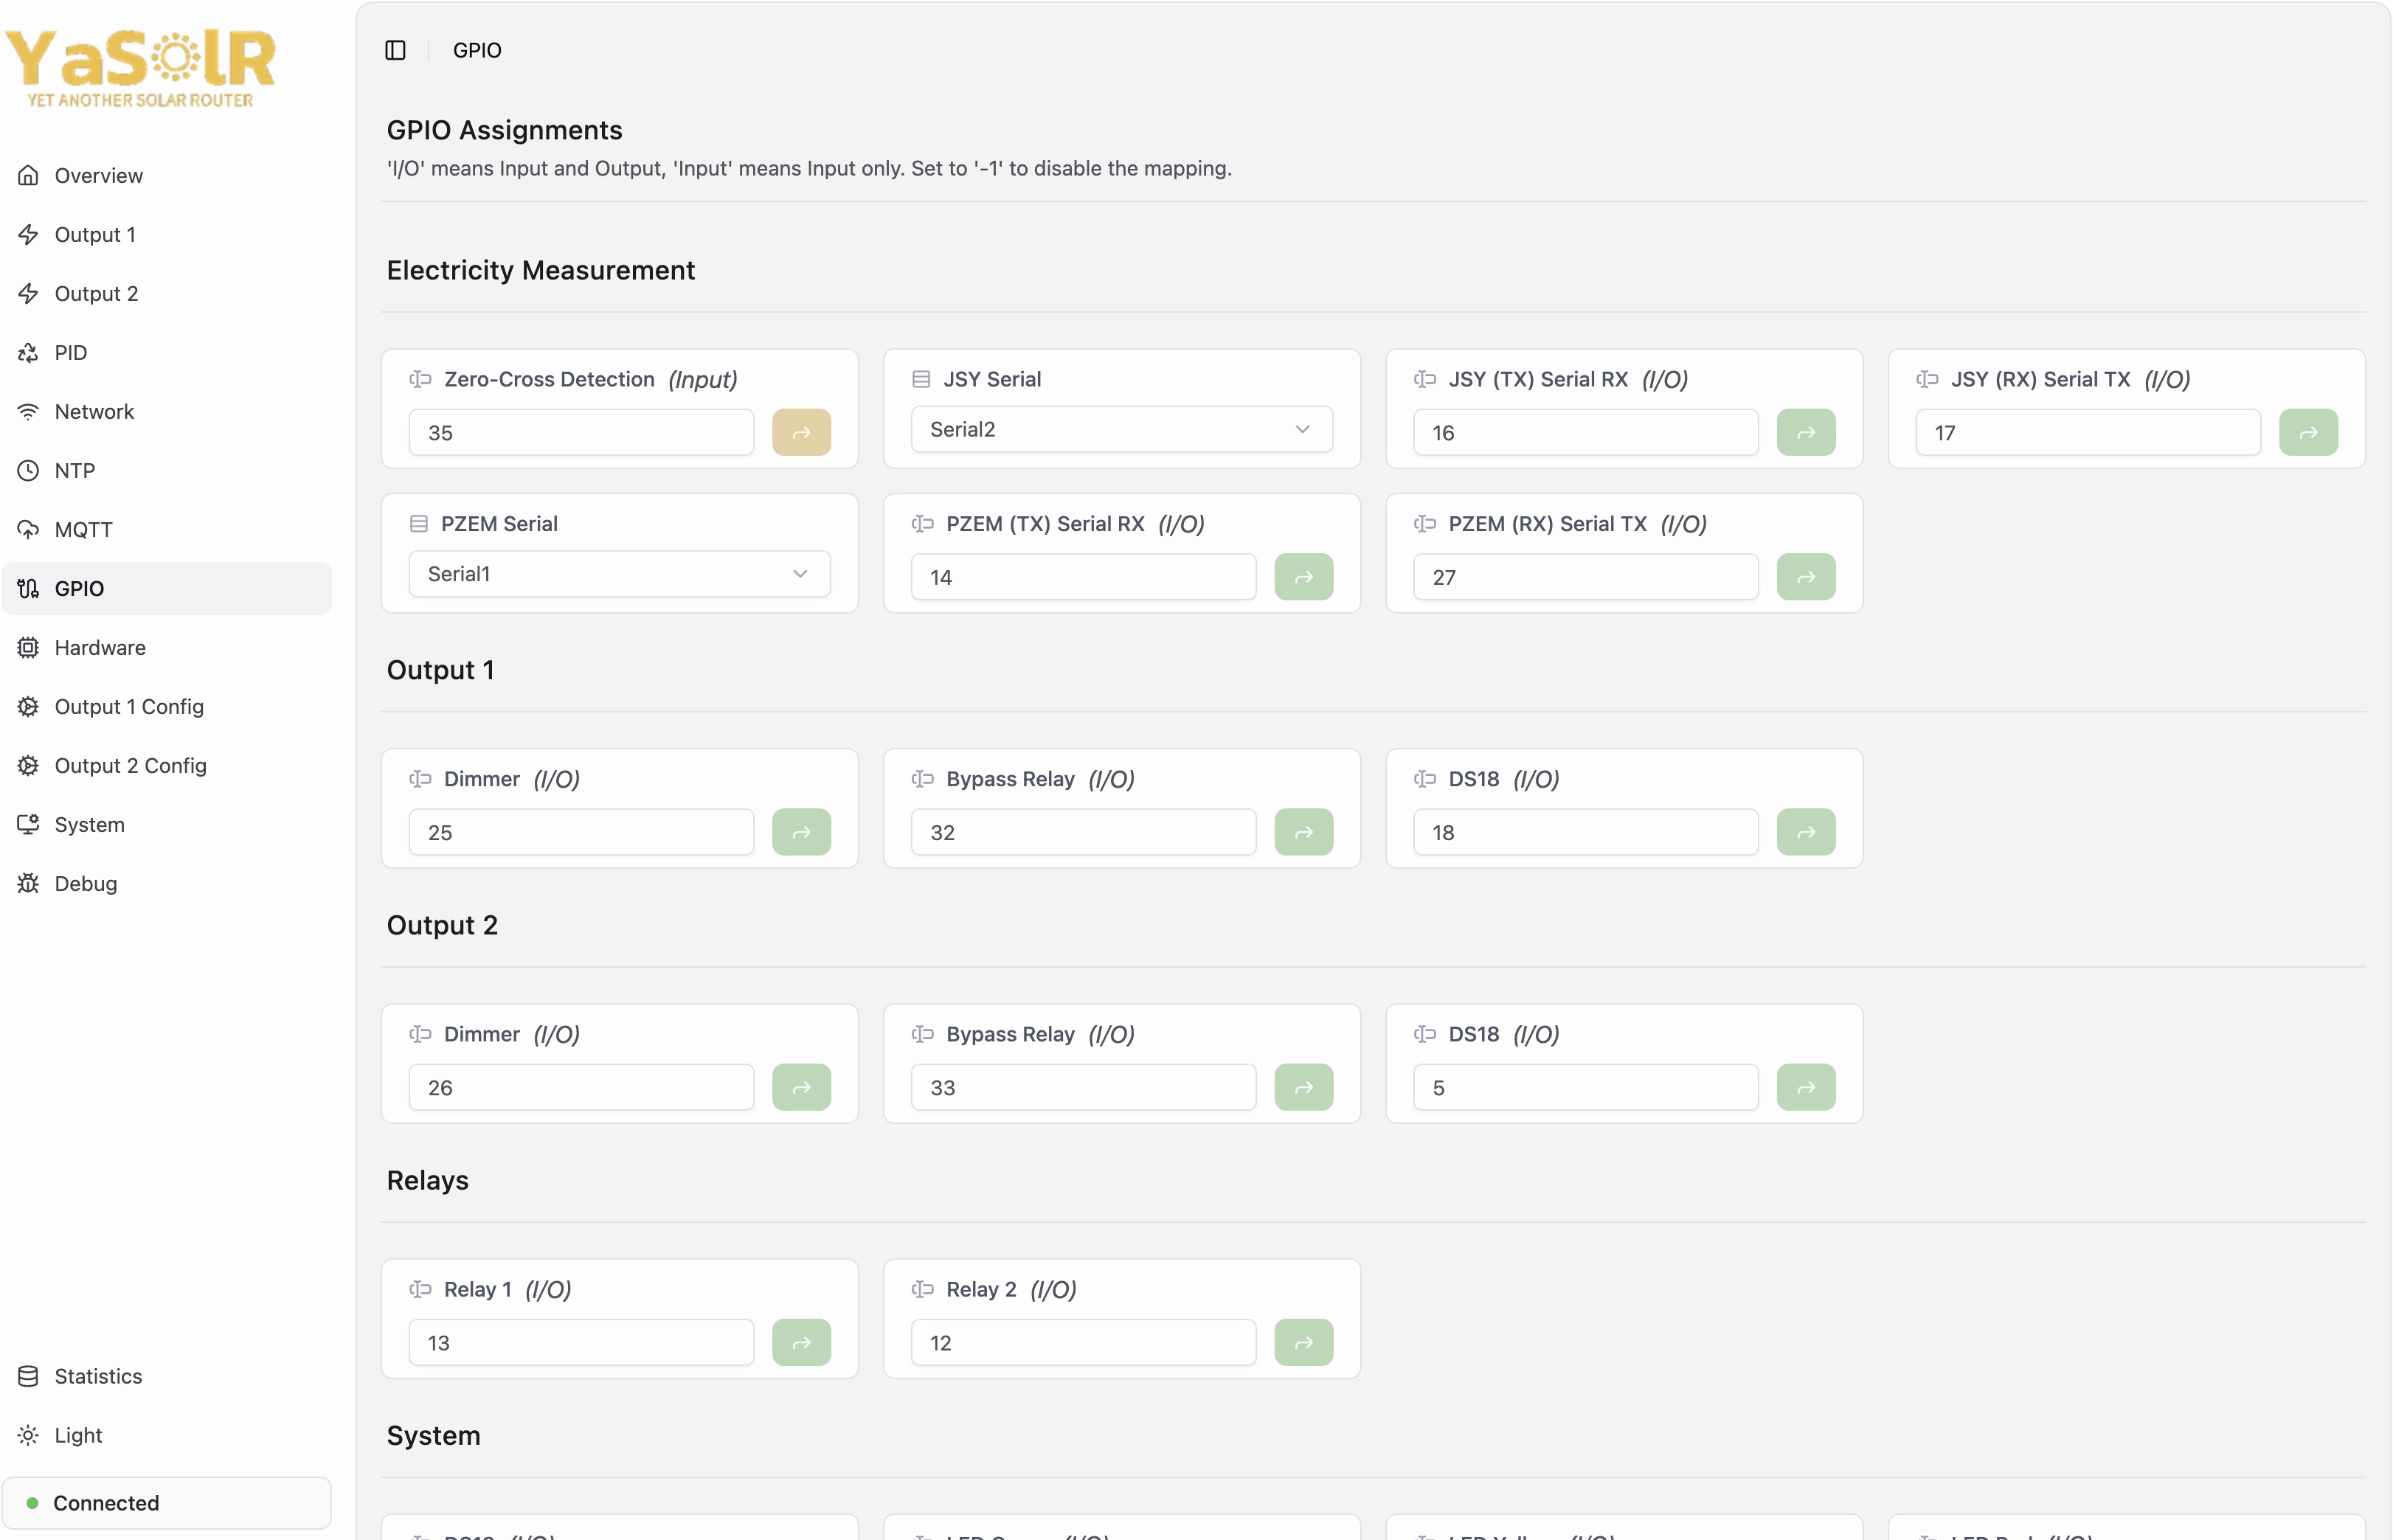 YaSolR
YET ANOTHER SOLAR ROUTER
Overview
Output 1
Output 2
PID
Network
NTP
MQTT
GPIO
Hardware
Output 1 Config
Output 2 Config
System
Debug
Statistics
Light
Connected
GPIO
GPIO Assignments
'I/O' means Input and Output, 'Input' means Input only. Set to '-1' to disable the mapping.
Electricity Measurement
Zero-Cross Detection (Input)
35
JSY Serial
Serial2
JSY (TX) Serial RX (I/O)
16
JSY (RX) Serial TX (I/O)
17
PZEM Serial
Serial1
PZEM (TX) Serial RX (I/O)
14
PZEM (RX) Serial TX (I/O)
27
Output 1
Dimmer (I/O)
25
Bypass Relay (I/O)
32
DS18 (I/O)
18
Output 2
Dimmer (I/O)
26
Bypass Relay (I/O)
33
DS18 (I/O)
5
Relays
Relay 1 (I/O)
13
Relay 2 (I/O)
12
System